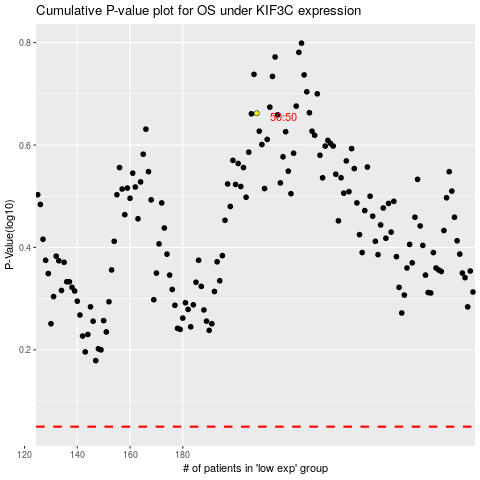 Cumulative P-value plot for OS under KIF3C expression
P-Value(log10)
0.8
0.6
0.4
0.2
50:50
120 140 160 180
# of patients in 'low exp' group